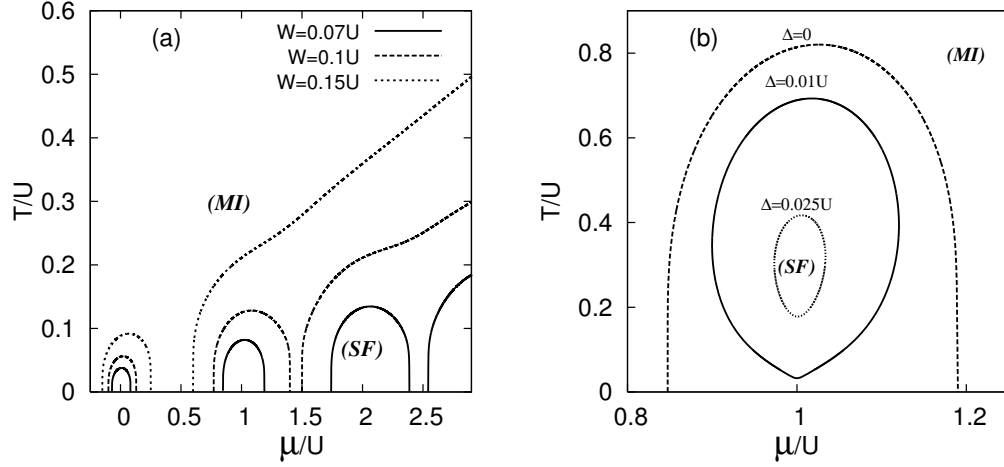 (a)
W=0.07U
W=0.1U
W=0.15U
(MI)
(SF)
T/U
0.6
0.5
0.4
0.3
0.2
0.1
0
0 0.5 1 1.5 2 2.5
μ/U
(b)
Δ=0
(MI)
Δ=0.01U
Δ=0.025U
(SF)
T/U
0.8
0.6
0.4
0.2
0
0.8 1 1.2
μ/U